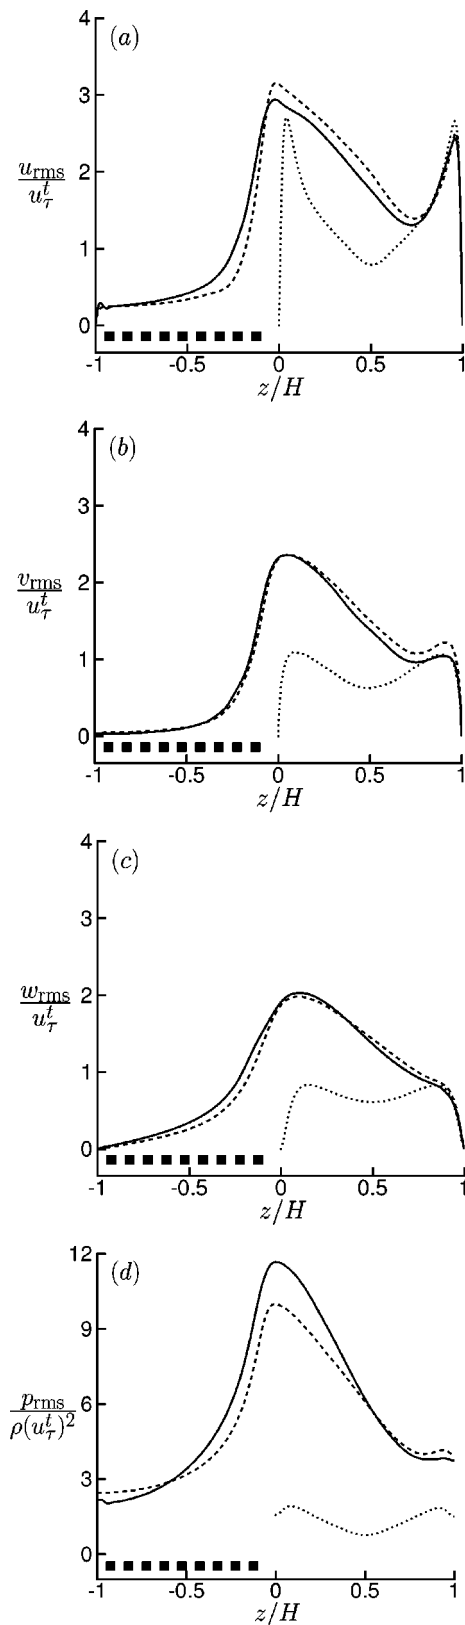 (a)
4
3
2
1
0
u_rms / u_τ^t
-1 -0.5 0 0.5 1
z/H
(b)
4
3
2
1
0
v_rms / u_τ^t
-1 -0.5 0 0.5 1
z/H
(c)
4
3
2
1
0
w_rms / u_τ^t
-1 -0.5 0 0.5 1
z/H
(d)
12
9
6
3
0
p_rms / ρ(u_τ^t)^2
-1 -0.5 0 0.5 1
z/H